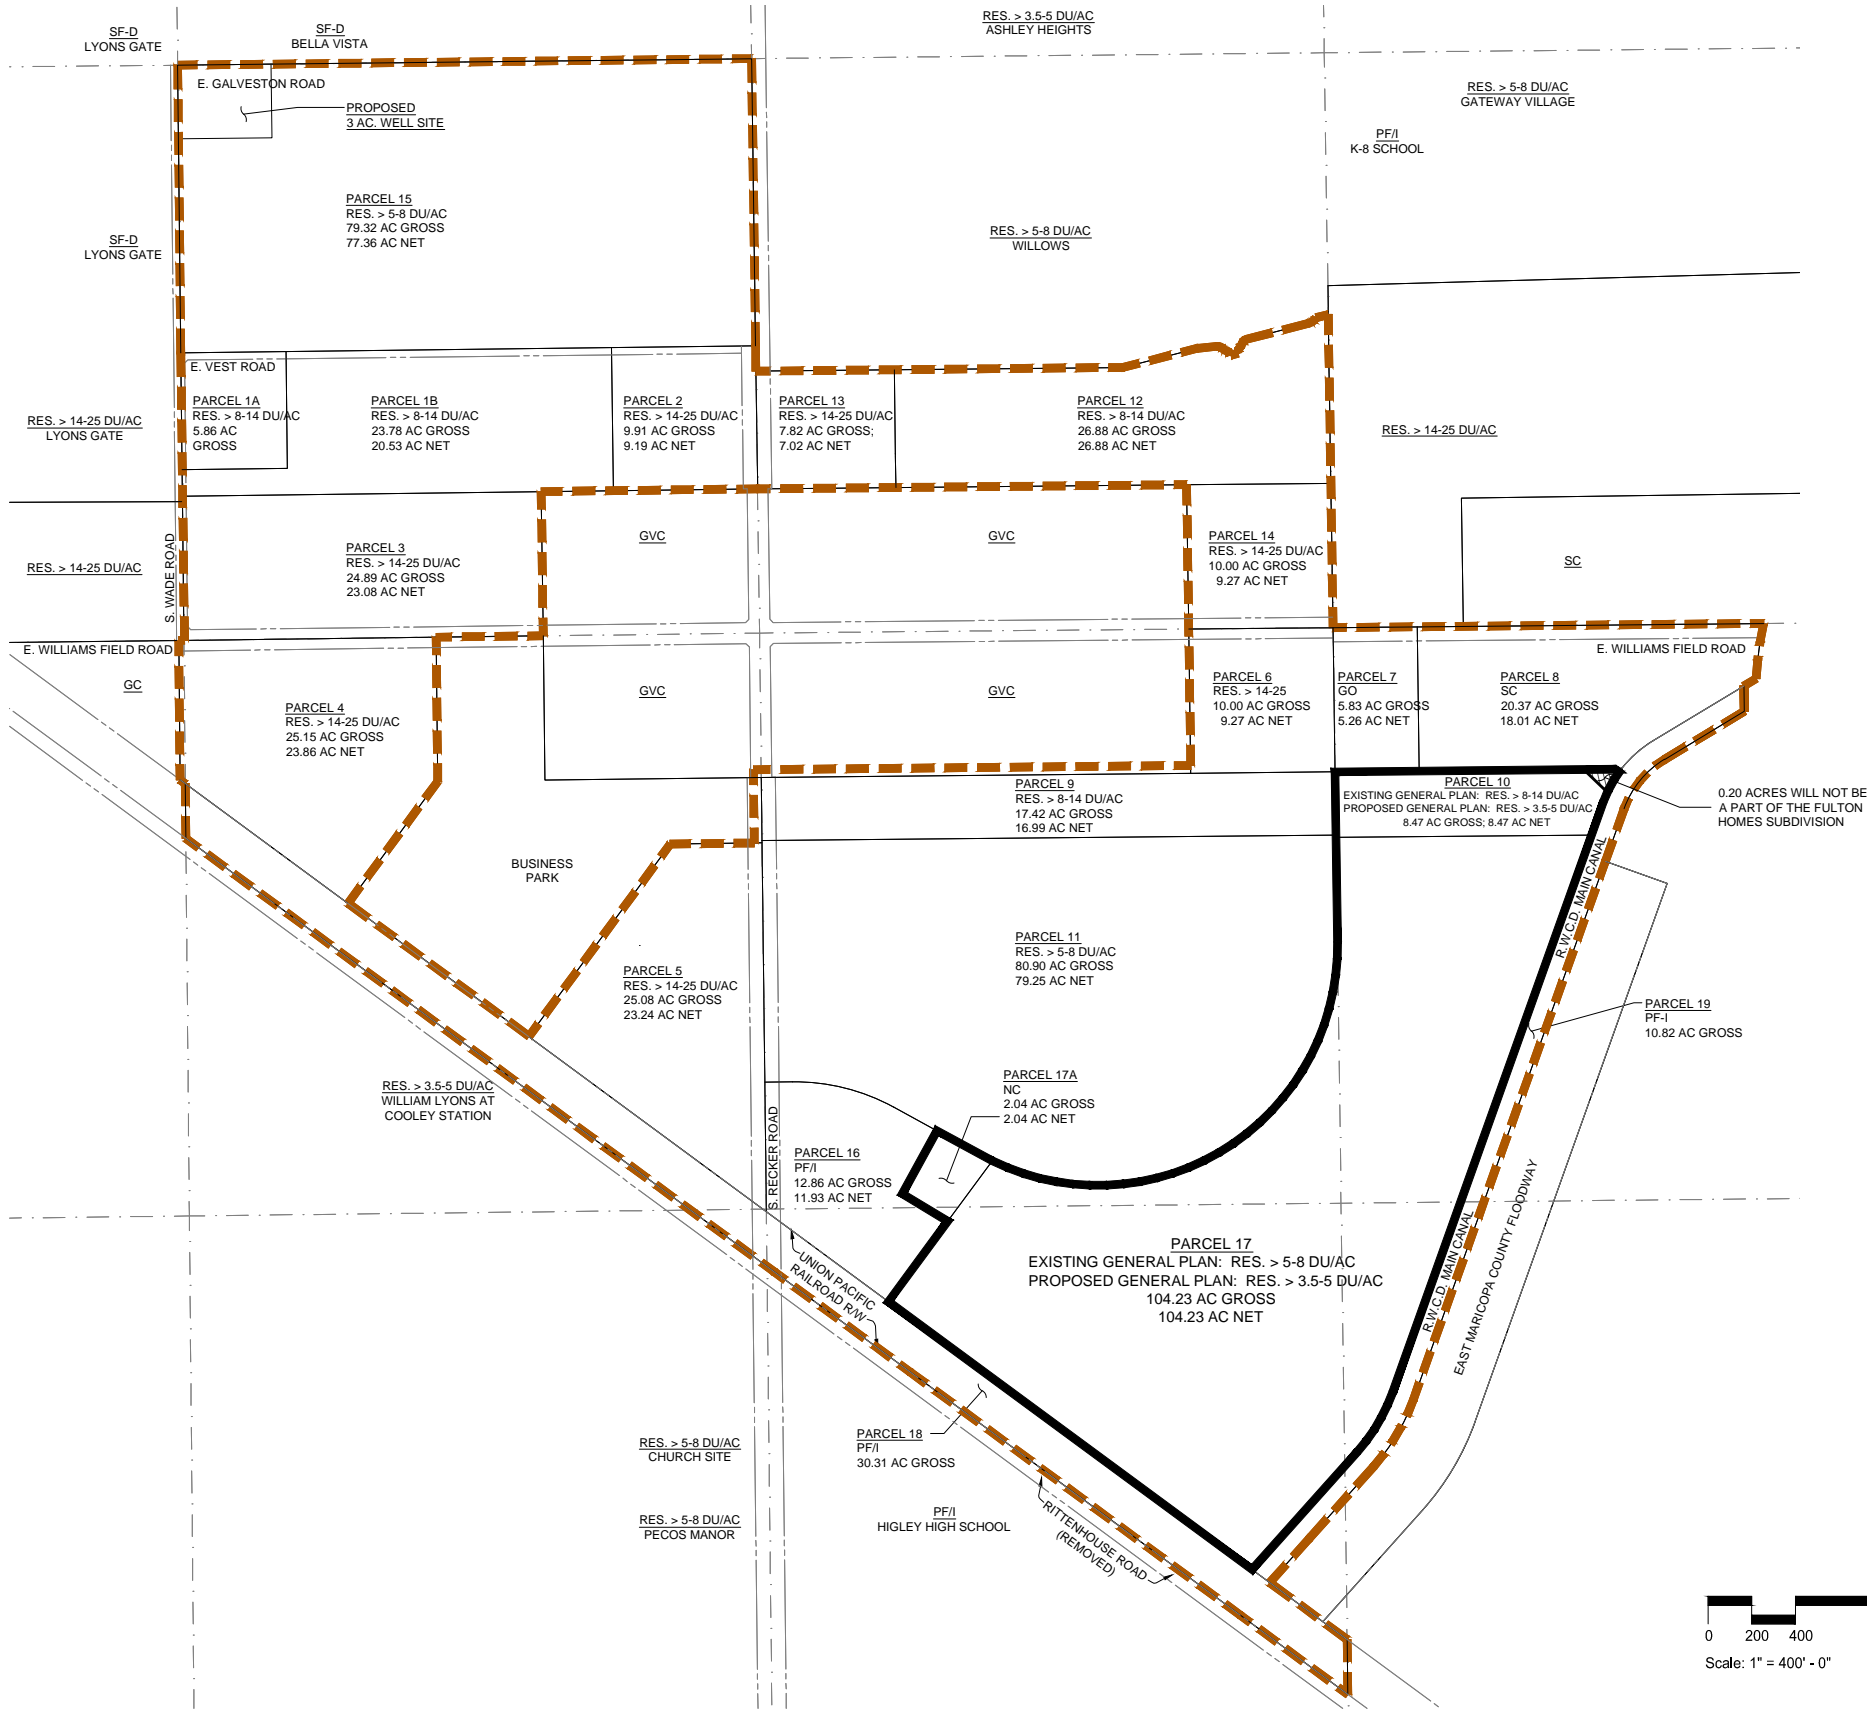 SF-D
LYONS GATE
SF-D
BELLA VISTA
RES. > 3.5-5 DU/AC
ASHLEY HEIGHTS
E. GALVESTON ROAD
PROPOSED
3 AC. WELL SITE
RES. > 5-8 DU/AC
GATEWAY VILLAGE
PF/I
K-8 SCHOOL
PARCEL 15
RES. > 5-8 DU/AC
79.32 AC GROSS
77.36 AC NET
SF-D
LYONS GATE
RES. > 5-8 DU/AC
WILLOWS
E. VEST ROAD
PARCEL 1A
RES. > 8-14 DU/AC
5.86 AC
GROSS
PARCEL 1B
RES. > 8-14 DU/AC
23.78 AC GROSS
20.53 AC NET
PARCEL 2
RES. > 14-25 DU/AC
9.91 AC GROSS
9.19 AC NET
PARCEL 13
RES. > 14-25 DU/AC
7.82 AC GROSS;
7.02 AC NET
PARCEL 12
RES. > 8-14 DU/AC
26.88 AC GROSS
26.88 AC NET
RES. > 14-25 DU/AC
LYONS GATE
RES. > 14-25 DU/AC
S. WADE ROAD
RES. > 14-25 DU/AC
PARCEL 3
RES. > 14-25 DU/AC
24.89 AC GROSS
23.08 AC NET
GVC
GVC
PARCEL 14
RES. > 14-25 DU/AC
10.00 AC GROSS
9.27 AC NET
SC
E. WILLIAMS FIELD ROAD
E. WILLIAMS FIELD ROAD
GC
PARCEL 4
RES. > 14-25 DU/AC
25.15 AC GROSS
23.86 AC NET
GVC
GVC
PARCEL 6
RES. > 14-25
10.00 AC GROSS
9.27 AC NET
PARCEL 7
GO
5.83 AC GROSS
5.26 AC NET
PARCEL 8
SC
20.37 AC GROSS
18.01 AC NET
PARCEL 9
RES. > 8-14 DU/AC
17.42 AC GROSS
16.99 AC NET
PARCEL 10
EXISTING GENERAL PLAN: RES. > 8-14 DU/AC
PROPOSED GENERAL PLAN: RES. > 3.5-5 DU/AC
8.47 AC GROSS; 8.47 AC NET
0.20 ACRES WILL NOT BE
A PART OF THE FULTON
HOMES SUBDIVISION
BUSINESS
PARK
R.W.C.D. MAIN CANAL
PARCEL 11
RES. > 5-8 DU/AC
80.90 AC GROSS
79.25 AC NET
PARCEL 5
RES. > 14-25 DU/AC
25.08 AC GROSS
23.24 AC NET
PARCEL 19
PF-I
10.82 AC GROSS
RES. > 3.5-5 DU/AC
WILLIAM LYONS AT
COOLEY STATION
PARCEL 17A
NC
2.04 AC GROSS
2.04 AC NET
S. RECKER ROAD
PARCEL 16
PF/I
12.86 AC GROSS
11.93 AC NET
EAST MARICOPA COUNTY FLOODWAY
R.W.C.D. MAIN CANAL
UNION PACIFIC
RAILROAD R/W
PARCEL 17
EXISTING GENERAL PLAN: RES. > 5-8 DU/AC
PROPOSED GENERAL PLAN: RES. > 3.5-5 DU/AC
104.23 AC GROSS
104.23 AC NET
PARCEL 18
PF/I
30.31 AC GROSS
RES. > 5-8 DU/AC
CHURCH SITE
RES. > 5-8 DU/AC
PECOS MANOR
PF/I
HIGLEY HIGH SCHOOL
RITTENHOUSE ROAD
(REMOVED)
0 200 400
Scale: 1" = 400' - 0"